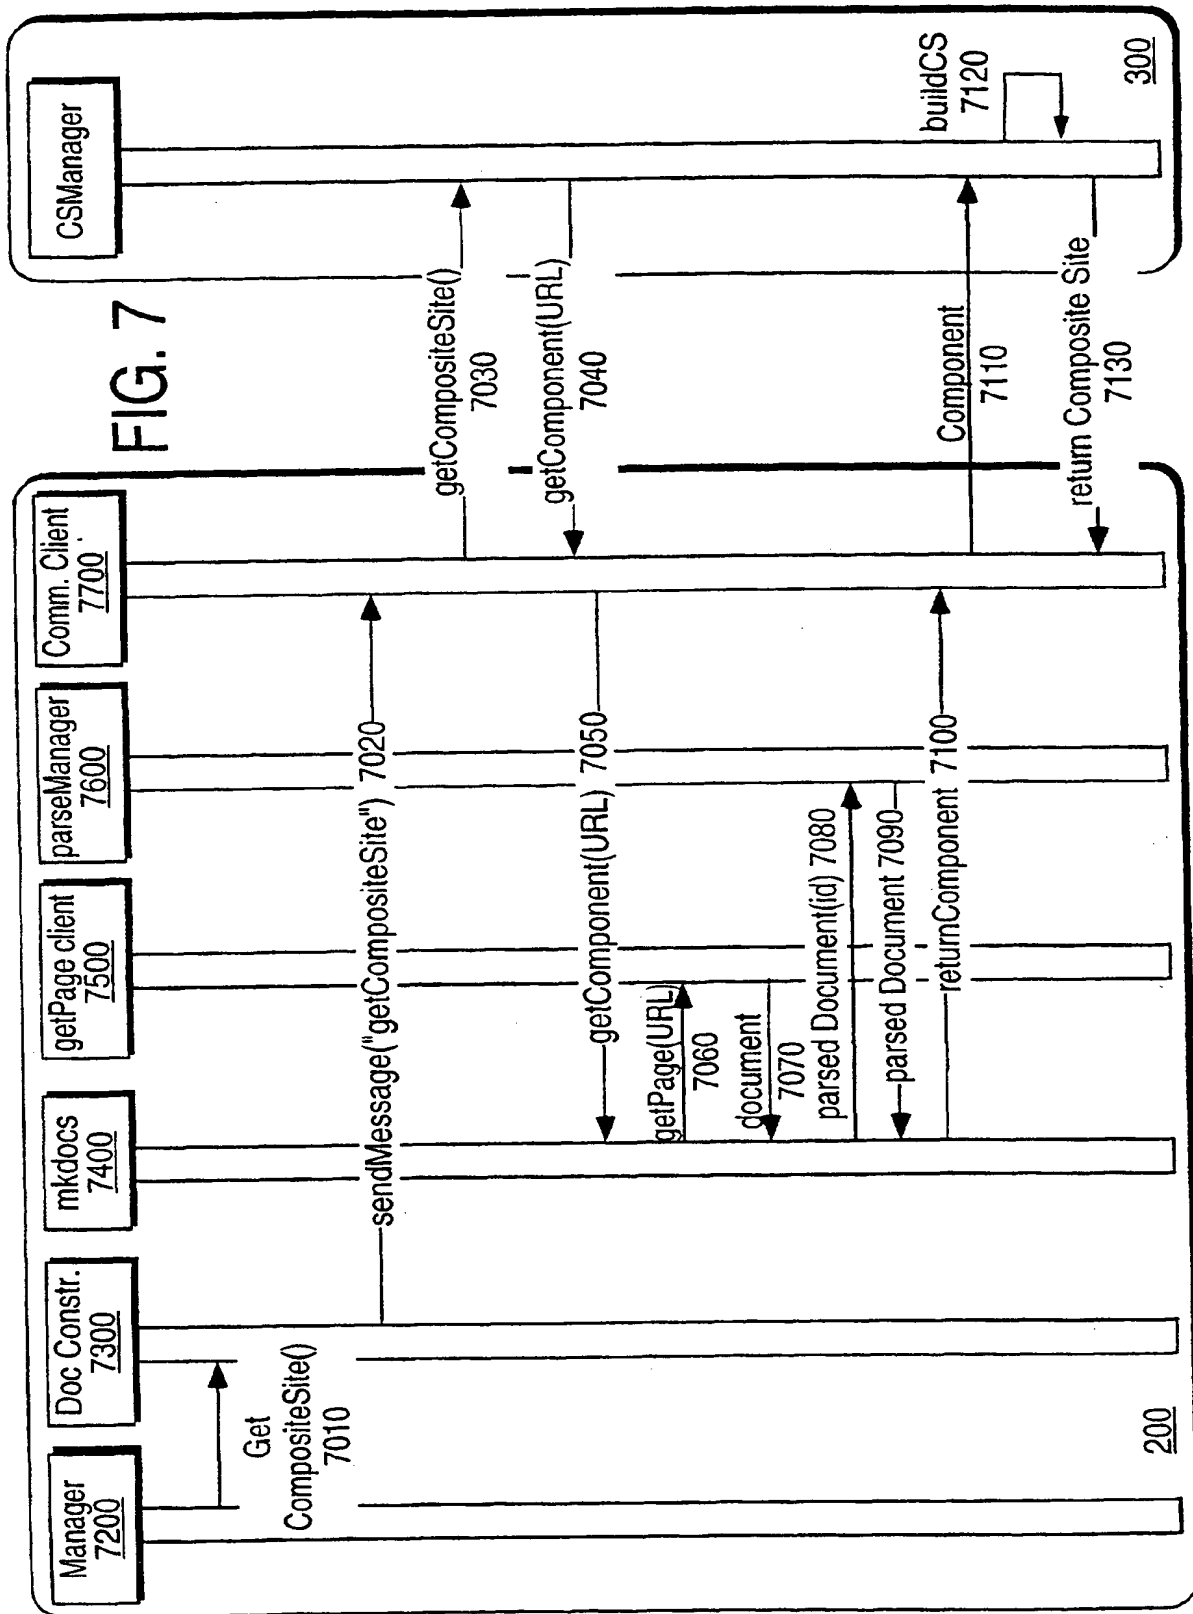 FIG. 7
Manager
7200
Doc Constr.
7300
mkdocs
7400
getPage client
7500
parseManager
7600
Comm. Client
7700
CSManager
Get
CompositeSite()
7010
sendMessage("getCompositeSite") 7020
getCompositeSite()
7030
getComponent(URL)
7040
getComponent(URL) 7050
getPage(URL)
7060
document
7070
parsed Document(id) 7080
parsed Document 7090
returnComponent 7100
Component
7110
buildCS
7120
return Composite Site
7130
200
300